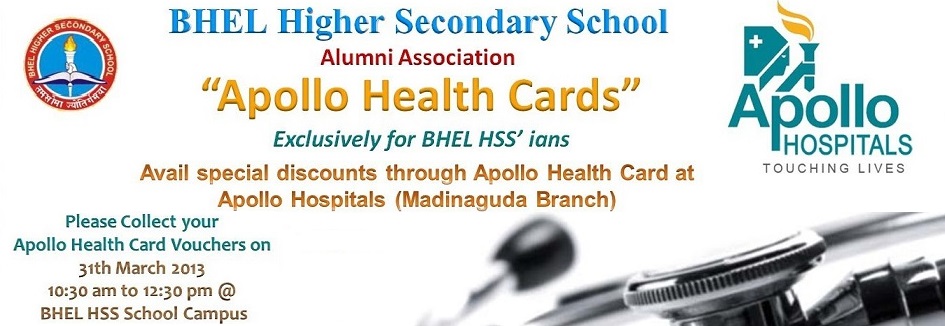 BHEL Higher Secondary School
Alumni Association
“Apollo Health Cards”
Exclusively for BHEL HSS’ ians
Avail special discounts through Apollo Health Card at
Apollo Hospitals (Madinaguda Branch)
Please Collect your
Apollo Health Card Vouchers on
31th March 2013
10:30 am to 12:30 pm @
BHEL HSS School Campus
BHEL HIGHER SECONDARY SCHOOL
तमसोमा ज्योतिर्गमया
Apollo
HOSPITALS
TOUCHING LIVES